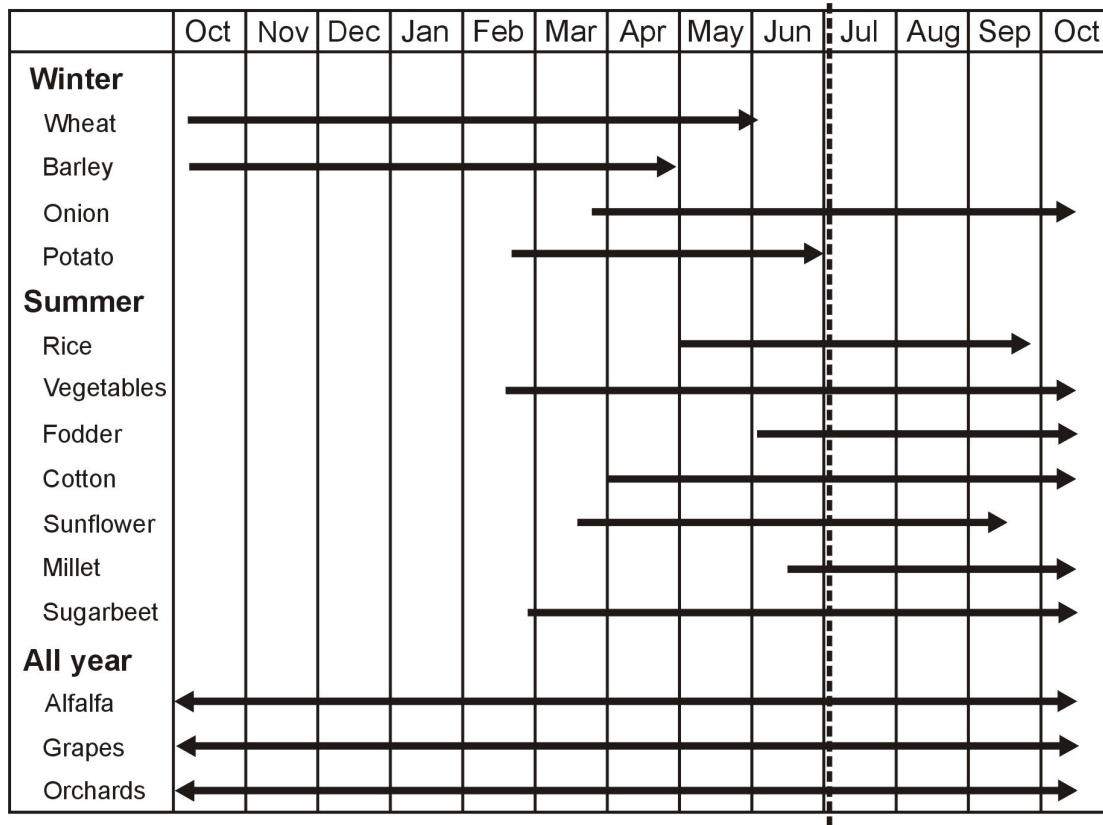 Oct Nov Dec Jan Feb Mar Apr May Jun Jul Aug Sep Oct
Winter
Wheat
Barley
Onion
Potato
Summer
Rice
Vegetables
Fodder
Cotton
Sunflower
Millet
Sugarbeet
All year
Alfalfa
Grapes
Orchards